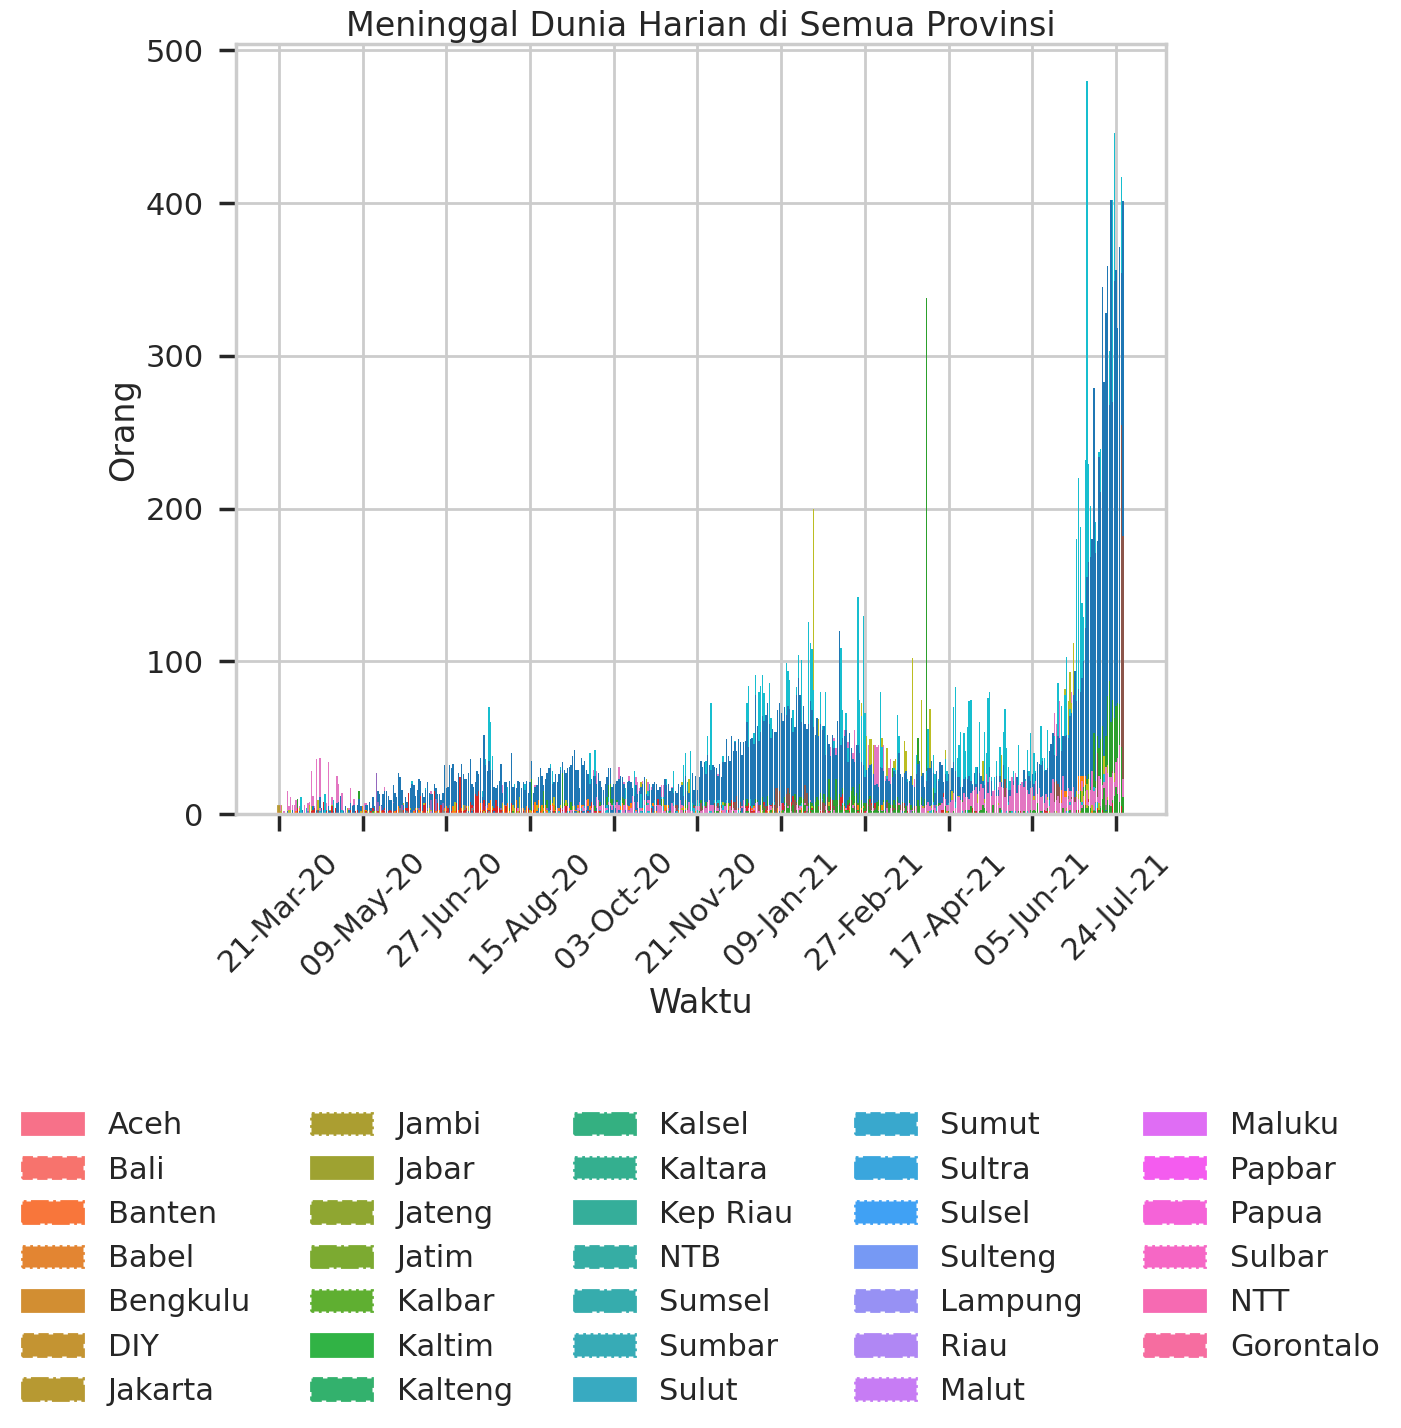 Meninggal Dunia Harian di Semua Provinsi
500
400
300
200
100
0
Orang
21-Mar-20
09-May-20
27-Jun-20
15-Aug-20
03-Oct-20
21-Nov-20
09-Jan-21
27-Feb-21
17-Apr-21
05-Jun-21
24-Jul-21
Waktu
Aceh
Bali
Banten
Babel
Bengkulu
DIY
Jakarta
Jambi
Jabar
Jateng
Jatim
Kalbar
Kaltim
Kalteng
Kalsel
Kaltara
Kep Riau
NTB
Sumsel
Sumbar
Sulut
Sumut
Sultra
Sulsel
Sulteng
Lampung
Riau
Malut
Maluku
Papbar
Papua
Sulbar
NTT
Gorontalo